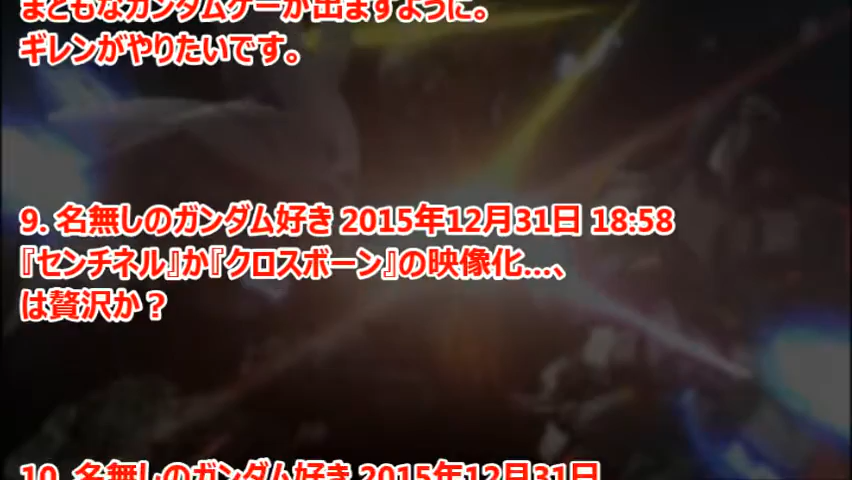 まともなガンダムゲーが出ますように。
ギレンがやりたいです。
9. 名無しのガンダム好き 2015年12月31日 18:58
『センチネル』か『クロスボーン』の映像化…、
は贅沢か？
10. 名無しのガンダム好き 2015年12月31日